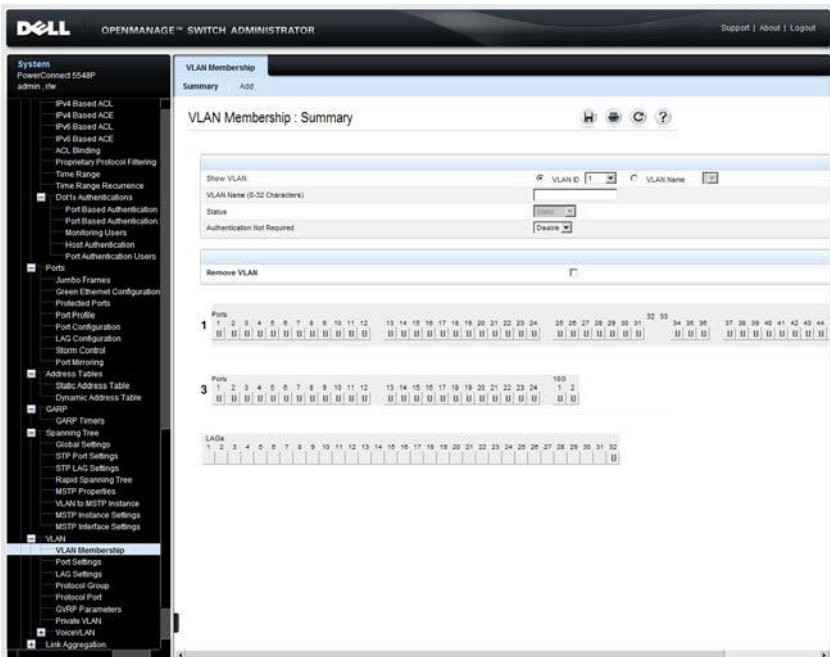 DELL
OPENMANAGE™ SWITCH ADMINISTRATOR
Support | About | Logout
System
PowerConnect 5548P
admin , r/w
IPv4 Based ACL
IPv4 Based ACE
IPv6 Based ACL
IPv6 Based ACE
ACL Binding
Proprietary Protocol Filtering
Time Range
Time Range Recurrence
Dot1x Authentications
Port Based Authentication
Port Based Authentication
Monitoring Users
Host Authentication
Port Authentication Users
Ports
Jumbo Frames
Green Ethernet Configuration
Protected Ports
Port Profile
Port Configuration
LAG Configuration
Storm Control
Port Mirroring
Address Tables
Static Address Table
Dynamic Address Table
GARP
GARP Timers
Spanning Tree
Global Settings
STP Port Settings
STP LAG Settings
Rapid Spanning Tree
MSTP Properties
VLAN to MSTP Instance
MSTP Instance Settings
MSTP Interface Settings
VLAN
VLAN Membership
Port Settings
LAG Settings
Protocol Group
Protocol Port
GVRP Parameters
Private VLAN
VoiceVLAN
Link Aggregation
VLAN Membership
Summary Add
VLAN Membership : Summary
Show VLAN: VLAN ID 1 VLAN Name
VLAN Name (0-32 Characters)
Status Static
Authentication Not Required Disable
Remove VLAN
Ports
32 33
1 2 3 4 5 6 7 8 9 10 11 12 13 14 15 16 17 18 19 20 21 22 23 24 25 26 27 28 29 30 31 34 35 36 37 38 39 40 41 42 43 44
1 U U U U U U U U U U U U U U U U U U U U U U U U U U U U U U U U U U U U U U U U U U
Ports 10G
1 2 3 4 5 6 7 8 9 10 11 12 13 14 15 16 17 18 19 20 21 22 23 24 1 2
3 U U U U U U U U U U U U U U U U U U U U U U U U U U
LAGs
1 2 3 4 5 6 7 8 9 10 11 12 13 14 15 16 17 18 19 20 21 22 23 24 25 26 27 28 29 30 31 32
U